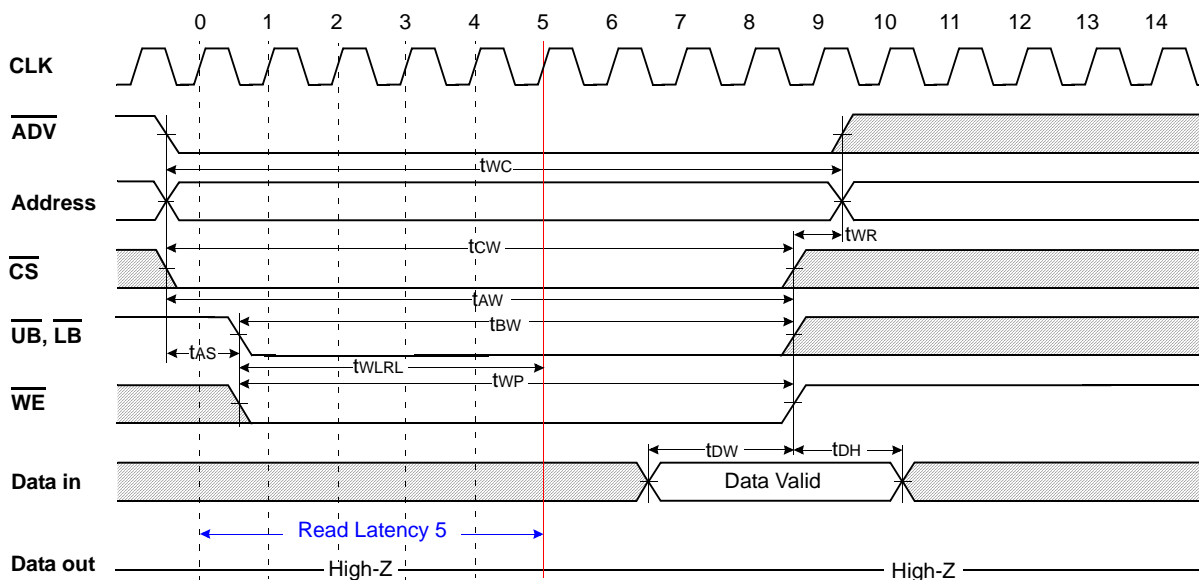 0 1 2 3 4 5 6 7 8 9 10 11 12 13 14
CLK
ADV
tWC
Address
tWR
tCW
CS
tAW
tBW
UB, LB
tAS
tWLRL
tWP
WE
tDW tDH
Data in Data Valid
Read Latency 5
Data out High-Z High-Z